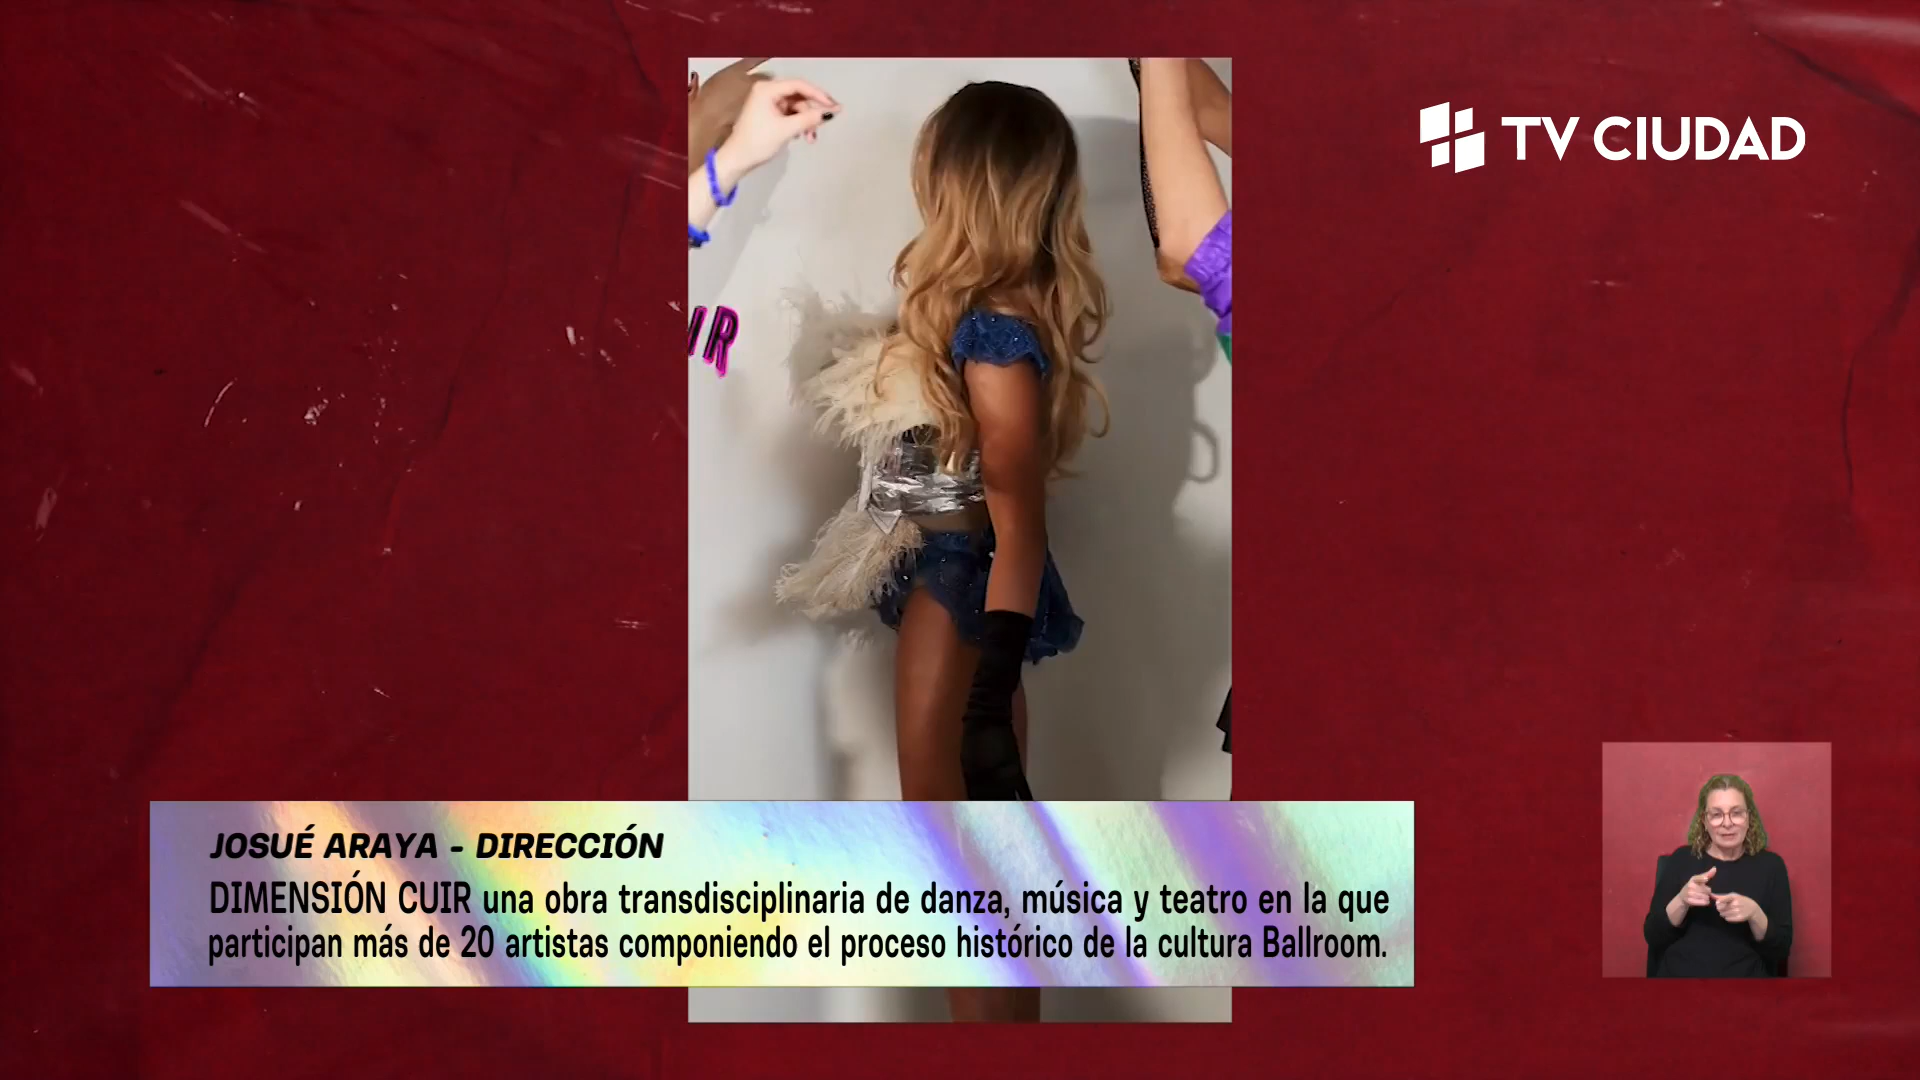 TV CIUDAD
IR
JOSUÉ ARAYA - DIRECCIÓN
DIMENSIÓN CUIR una obra transdisciplinaria de danza, música y teatro en la que
participan más de 20 artistas componiendo el proceso histórico de la cultura Ballroom.